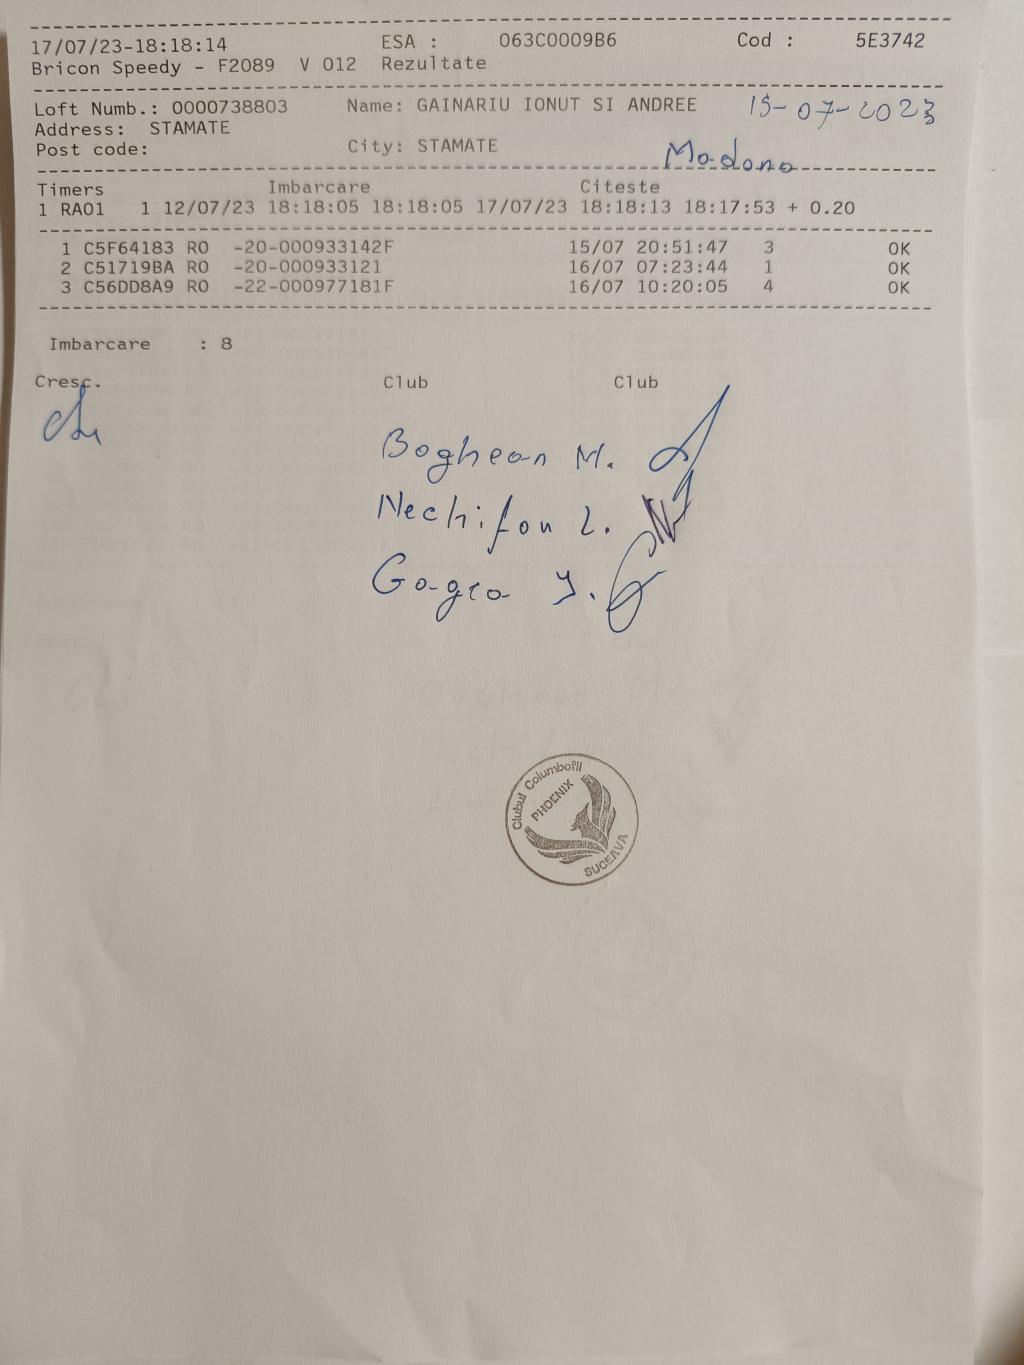 17/07/23-18:18:14 ESA : 063C0009B6 Cod : 5E3742
Bricon Speedy - F2089 V 012 Rezultate
Loft Numb.: 0000738803 Name: GAINARIU IONUT SI ANDREE 15-07-2023
Address: STAMATE
Post code: City: STAMATE Madona
Timers Imbarcare Citeste
1 RA01 1 12/07/23 18:18:05 18:18:05 17/07/23 18:18:13 18:17:53 + 0.20
1 C5F64183 RO -20-000933142F 15/07 20:51:47 3 OK
2 C51719BA RO -20-000933121 16/07 07:23:44 1 OK
3 C56DD8A9 RO -22-000977181F 16/07 10:20:05 4 OK
Imbarcare : 8
Cresc. Club Club
Boghean M.
Nechifor L.
Gagea I.
Clubul Columbofil
PHOENIX
SUCEAVA